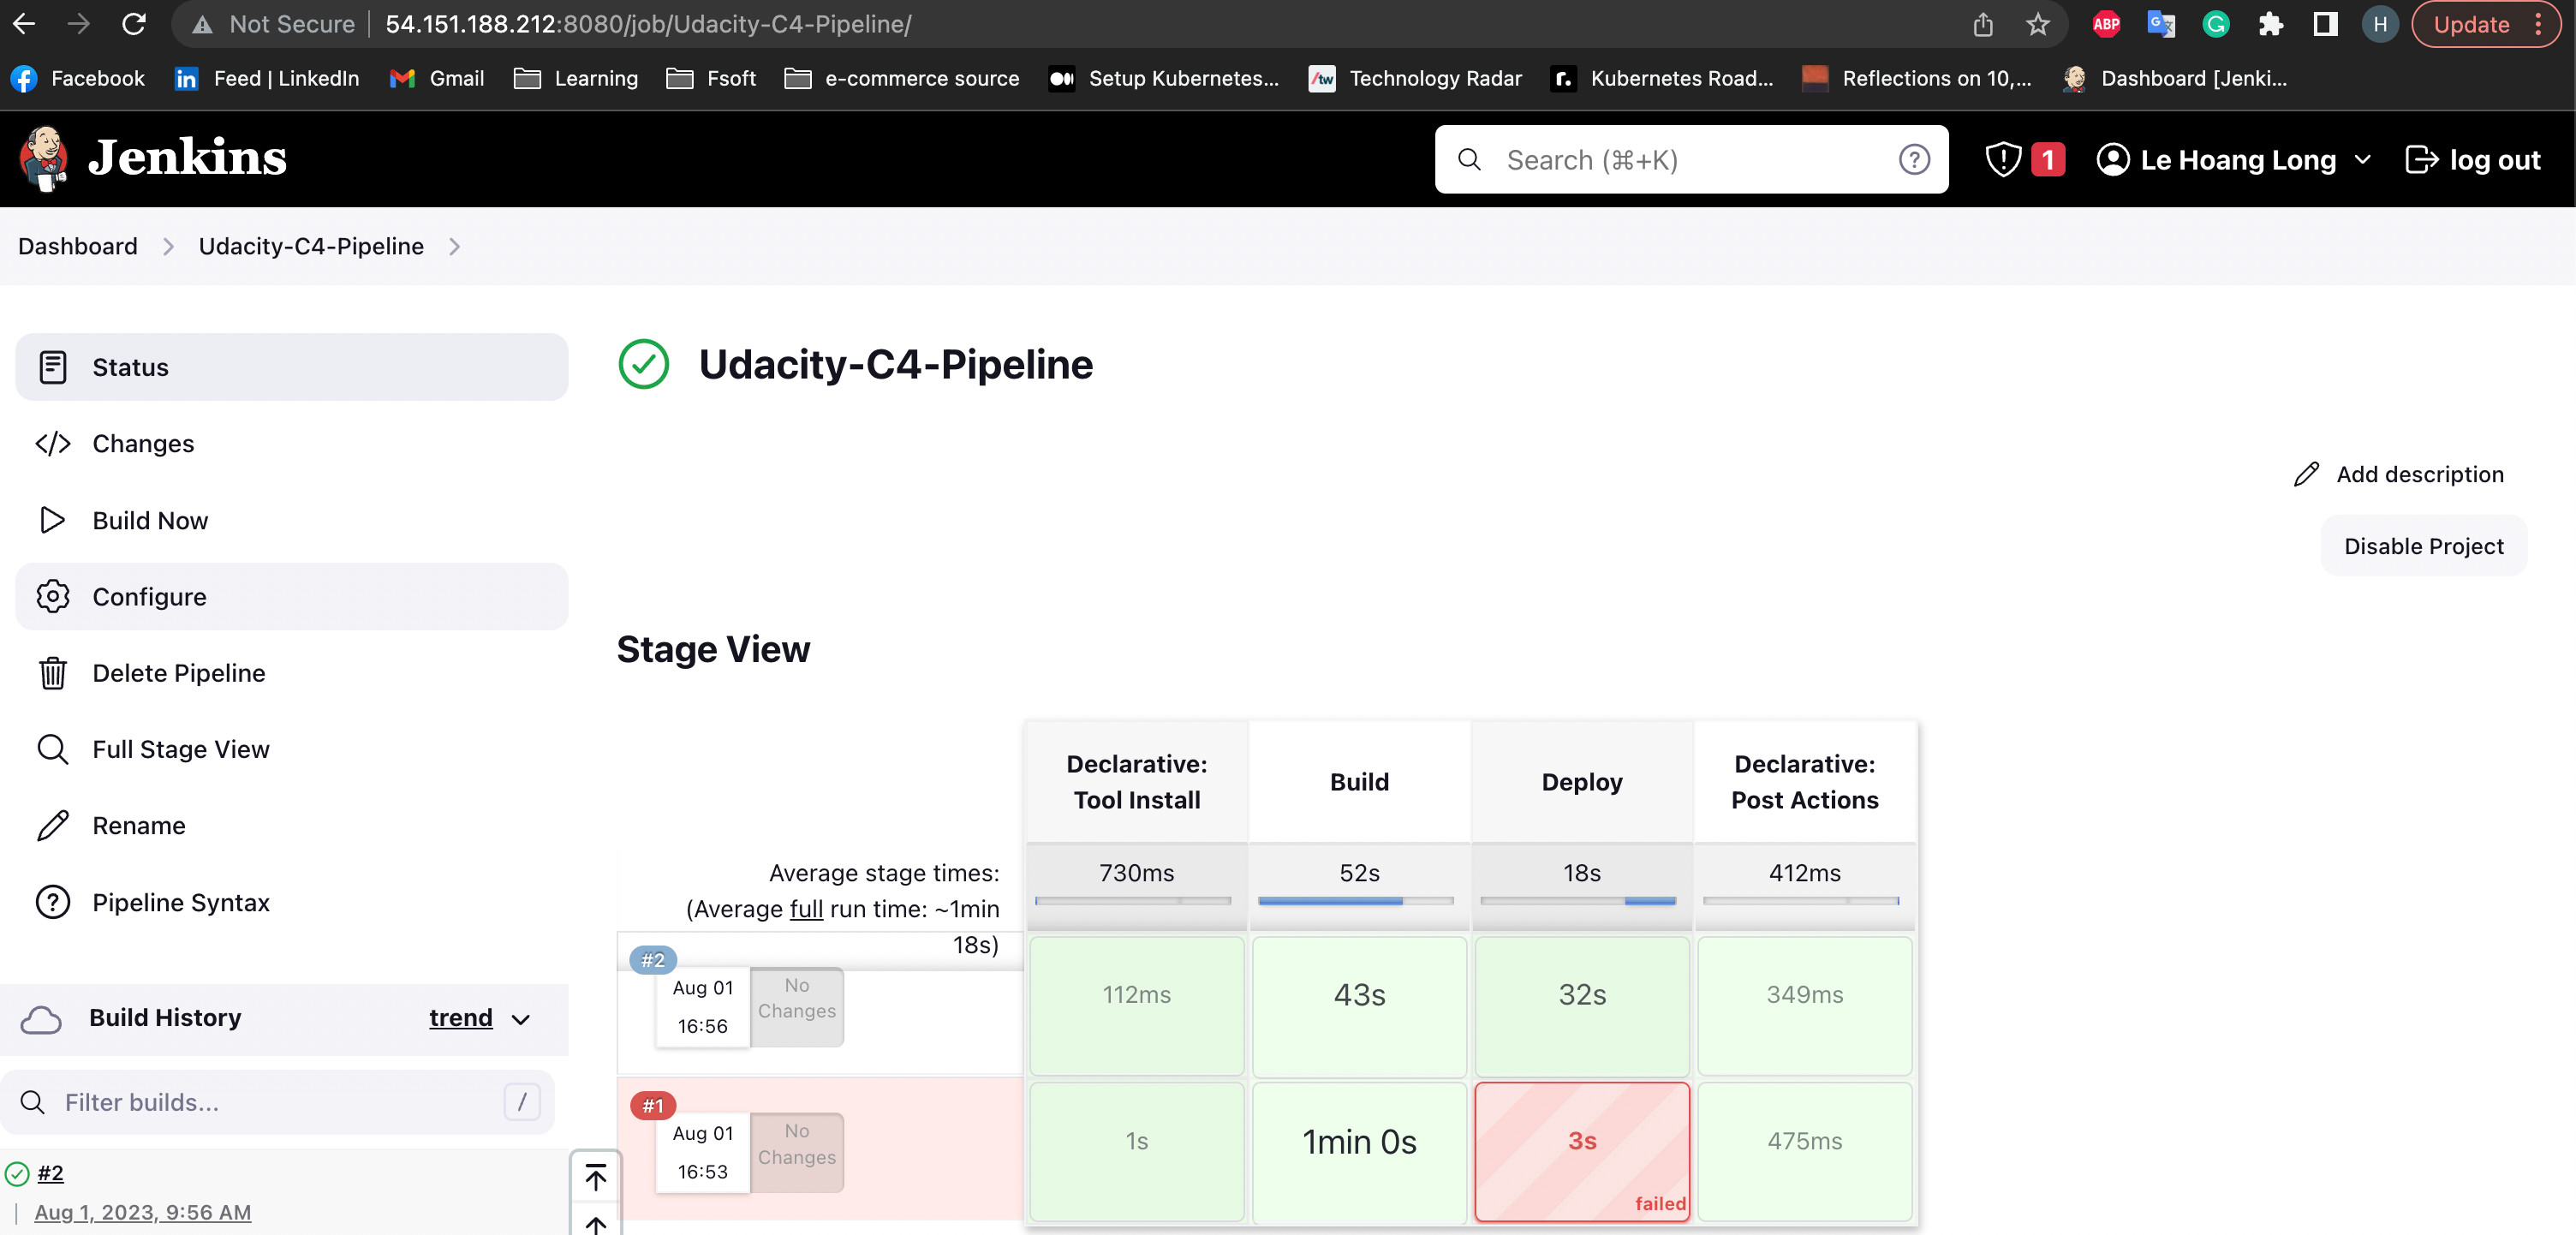 Not Secure 54.151.188.212:8080/job/Udacity-C4-Pipeline/ ABP G H Update
Facebook in Feed | LinkedIn Gmail Learning Fsoft e-commerce source Setup Kubernetes... /tw Technology Radar r. Kubernetes Road... Reflections on 10,... Dashboard [Jenki...
Jenkins Search (⌘+K) ? 1 Le Hoang Long log out
Dashboard Udacity-C4-Pipeline
Status
Udacity-C4-Pipeline
Changes
Add description
Build Now
Disable Project
Configure
Stage View
Delete Pipeline
Full Stage View
Rename
Pipeline Syntax
Declarative: Tool Install
Build
Deploy
Declarative: Post Actions
Average stage times:
(Average full run time: ~1min
18s)
730ms 52s 18s 412ms
#2
Aug 01
16:56
No
Changes
112ms 43s 32s 349ms
#1
Aug 01
16:53
No
Changes
1s 1min 0s 3s 475ms
failed
Build History trend
Filter builds... /
#2
Aug 1, 2023, 9:56 AM